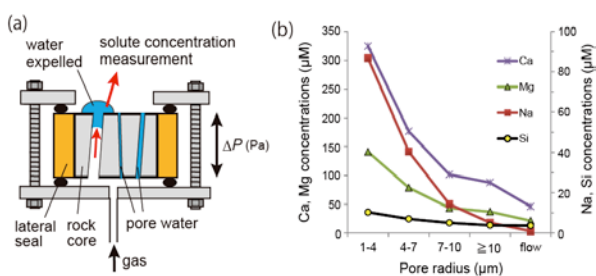 (a)
water
expelled
solute concentration
measurement
ΔP (Pa)
lateral
seal
rock
core
pore water
gas
(b)
Ca, Mg concentrations (μM)
350
300
250
200
150
100
50
0
Ca
Mg
Na
Si
100
80
60
40
20
0
Na, Si concentrations (μM)
1-4
4-7
7-10
≧10
flow
Pore radius (μm)